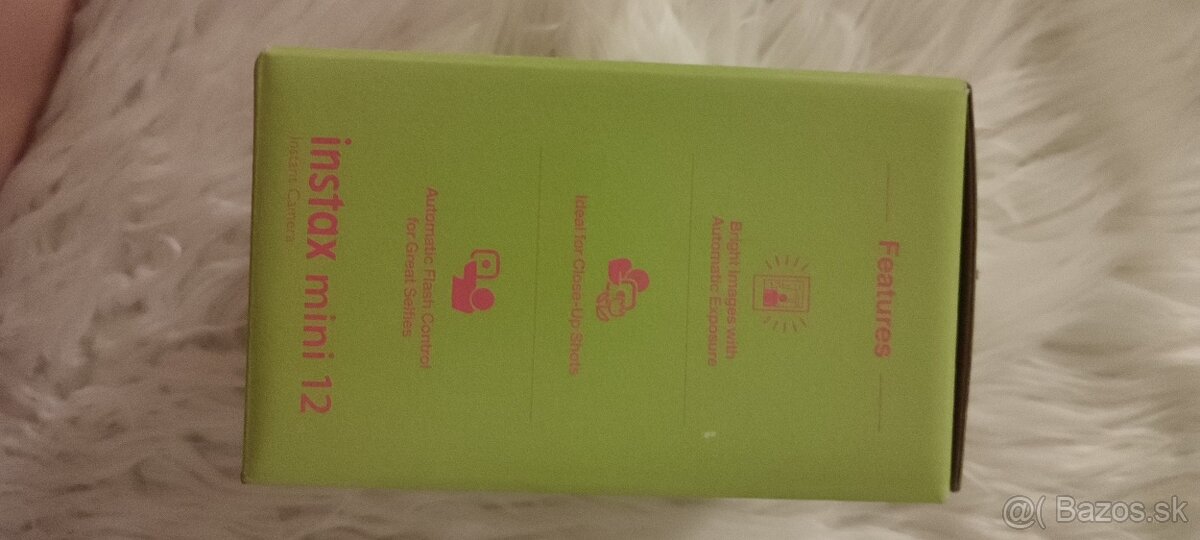 Features
Bright Images with
Automatic Exposure
Ideal for Close-Up Shots
Automatic Flash Control
for Great Selfies
instax mini 12
Instant Camera
@( Bazos.sk